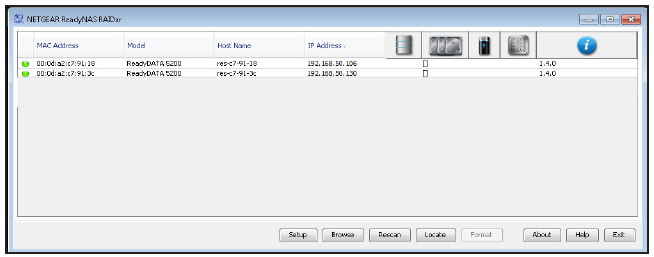 NETGEAR ReadyNAS RAIDar
MAC Address Model Host Name IP Address
00:0d:a2:c7:91:18 ReadyDATA 5200 res-c7-91-18 192.168.50.106 1.4.0
00:0d:a2:c7:91:3c ReadyDATA 5200 res-c7-91-3c 192.168.50.130 1.4.0
Setup Browse Rescan Locate Format About Help Exit